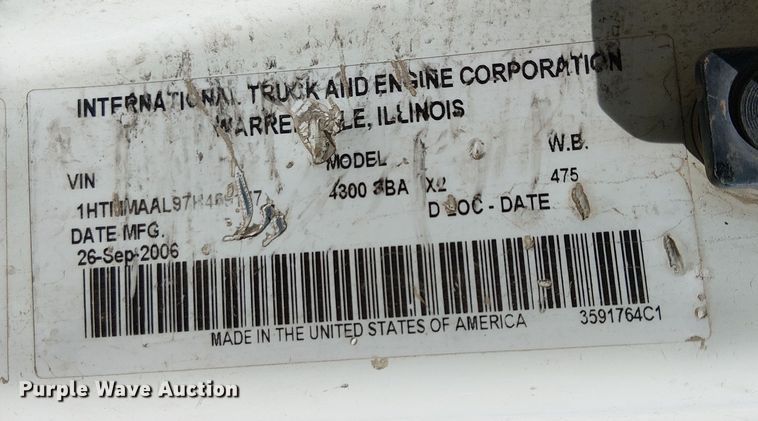 INTERNATIONAL TRUCK AND ENGINE CORPORATION
ILLINOIS
VIN MODEL W.B.
4300 475
DATE MFG. - DATE
26-Sep-2006
MADE IN THE UNITED STATES OF AMERICA
3591764C1
Purple Wave Auction